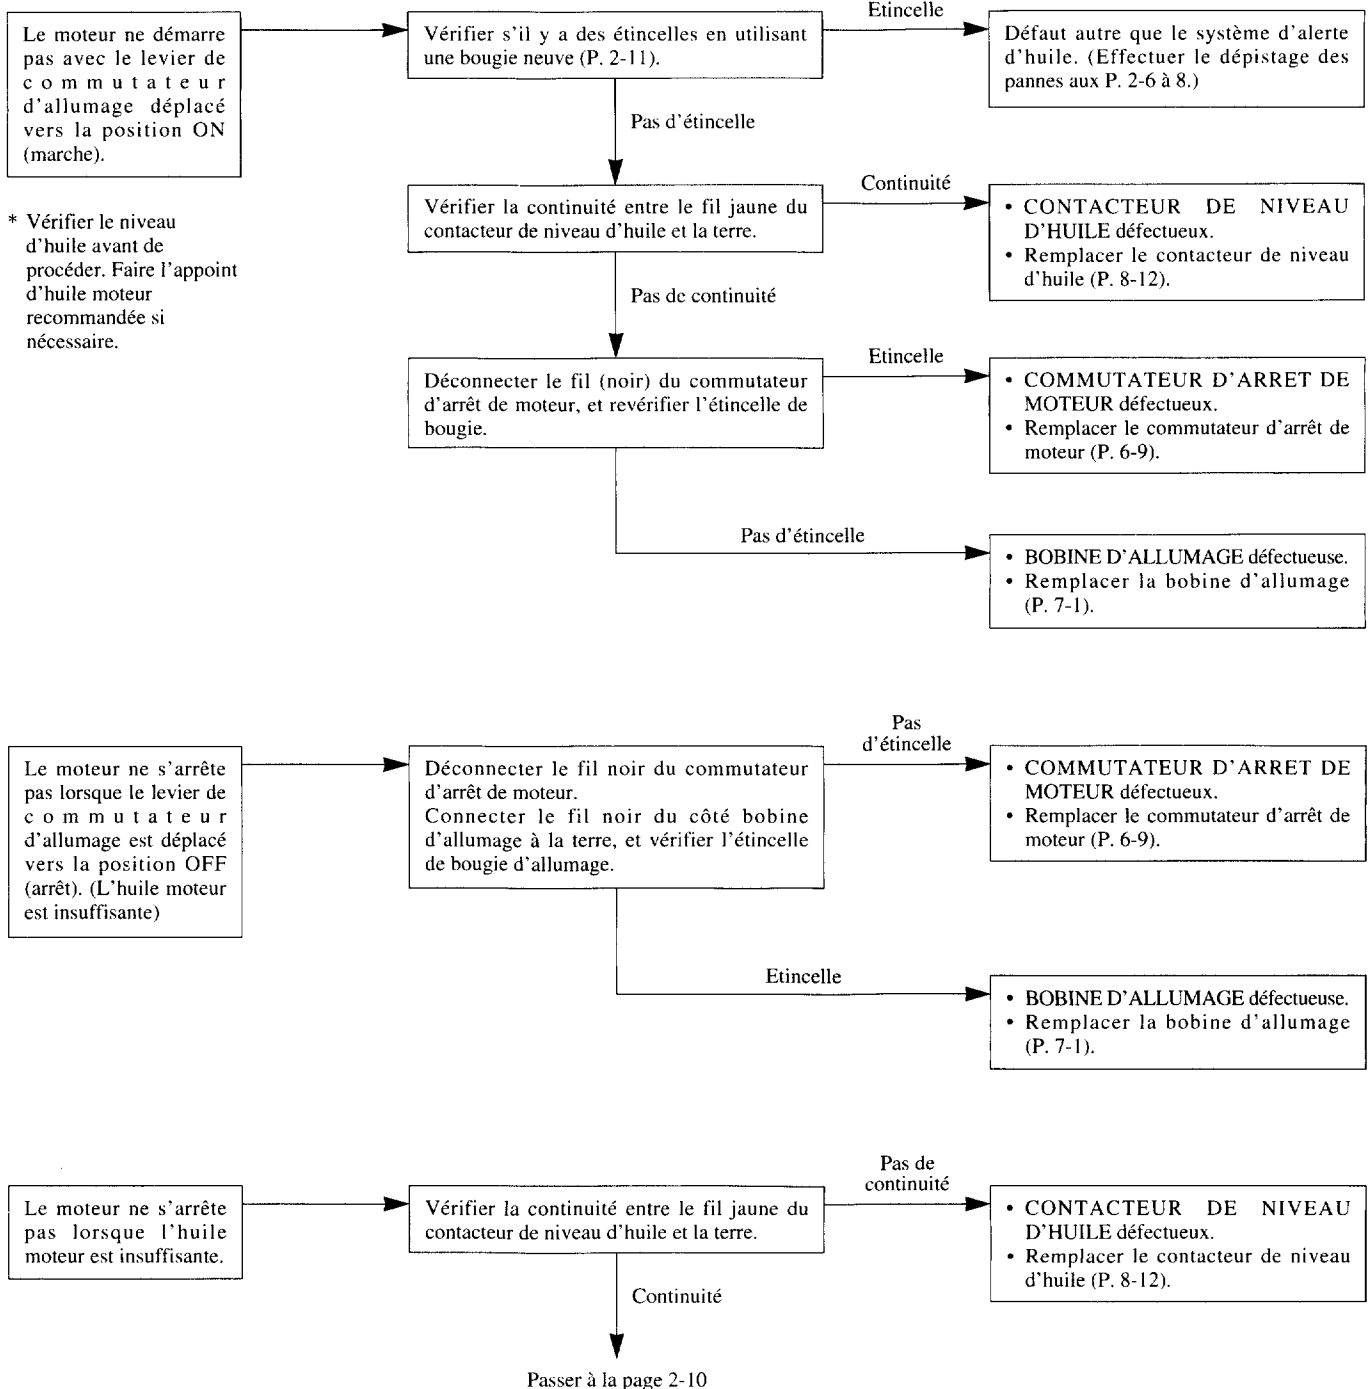 Le moteur ne démarre
pas avec le levier de
commutateur
d'allumage déplacé
vers la position ON
(marche).
* Vérifier le niveau
d'huile avant de
procéder. Faire l'appoint
d'huile moteur
recommandée si
nécessaire.
Vérifier s'il y a des étincelles en utilisant
une bougie neuve (P. 2-11).
Etincelle
Défaut autre que le système d'alerte
d'huile. (Effectuer le dépistage des
pannes aux P. 2-6 à 8.)
Pas d'étincelle
Vérifier la continuité entre le fil jaune du
contacteur de niveau d'huile et la terre.
Continuité
• CONTACTEUR DE NIVEAU
D'HUILE défectueux.
• Remplacer le contacteur de niveau
d'huile (P. 8-12).
Pas de continuité
Déconnecter le fil (noir) du commutateur
d'arrêt de moteur, et revérifier l'étincelle de
bougie.
Etincelle
• COMMUTATEUR D'ARRET DE
MOTEUR défectueux.
• Remplacer le commutateur d'arrêt de
moteur (P. 6-9).
Pas d'étincelle
• BOBINE D'ALLUMAGE défectueuse.
• Remplacer la bobine d'allumage
(P. 7-1).
Le moteur ne s'arrête
pas lorsque le levier de
commutateur
d'allumage est déplacé
vers la position OFF
(arrêt). (L'huile moteur
est insuffisante)
Déconnecter le fil noir du commutateur
d'arrêt de moteur.
Connecter le fil noir du côté bobine
d'allumage à la terre, et vérifier l'étincelle
de bougie d'allumage.
Pas
d'étincelle
• COMMUTATEUR D'ARRET DE
MOTEUR défectueux.
• Remplacer le commutateur d'arrêt de
moteur (P. 6-9).
Etincelle
• BOBINE D'ALLUMAGE défectueuse.
• Remplacer la bobine d'allumage
(P. 7-1).
Le moteur ne s'arrête
pas lorsque l'huile
moteur est insuffisante.
Vérifier la continuité entre le fil jaune du
contacteur de niveau d'huile et la terre.
Pas de
continuité
• CONTACTEUR DE NIVEAU
D'HUILE défectueux.
• Remplacer le contacteur de niveau
d'huile (P. 8-12).
Continuité
Passer à la page 2-10